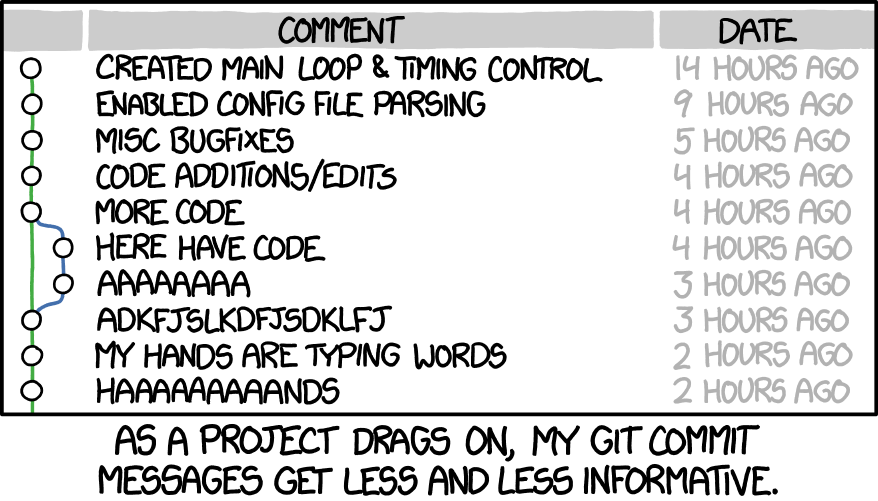 COMMENT DATE
CREATED MAIN LOOP & TIMING CONTROL 14 HOURS AGO
ENABLED CONFIG FILE PARSING 9 HOURS AGO
MISC BUGFIXES 5 HOURS AGO
CODE ADDITIONS/EDITS 4 HOURS AGO
MORE CODE 4 HOURS AGO
HERE HAVE CODE 4 HOURS AGO
AAAAAAAA 3 HOURS AGO
ADKFJSLKDFJSDKLFJ 3 HOURS AGO
MY HANDS ARE TYPING WORDS 2 HOURS AGO
HAAAAAAAAANDS 2 HOURS AGO
AS A PROJECT DRAGS ON, MY GIT COMMIT
MESSAGES GET LESS AND LESS INFORMATIVE.